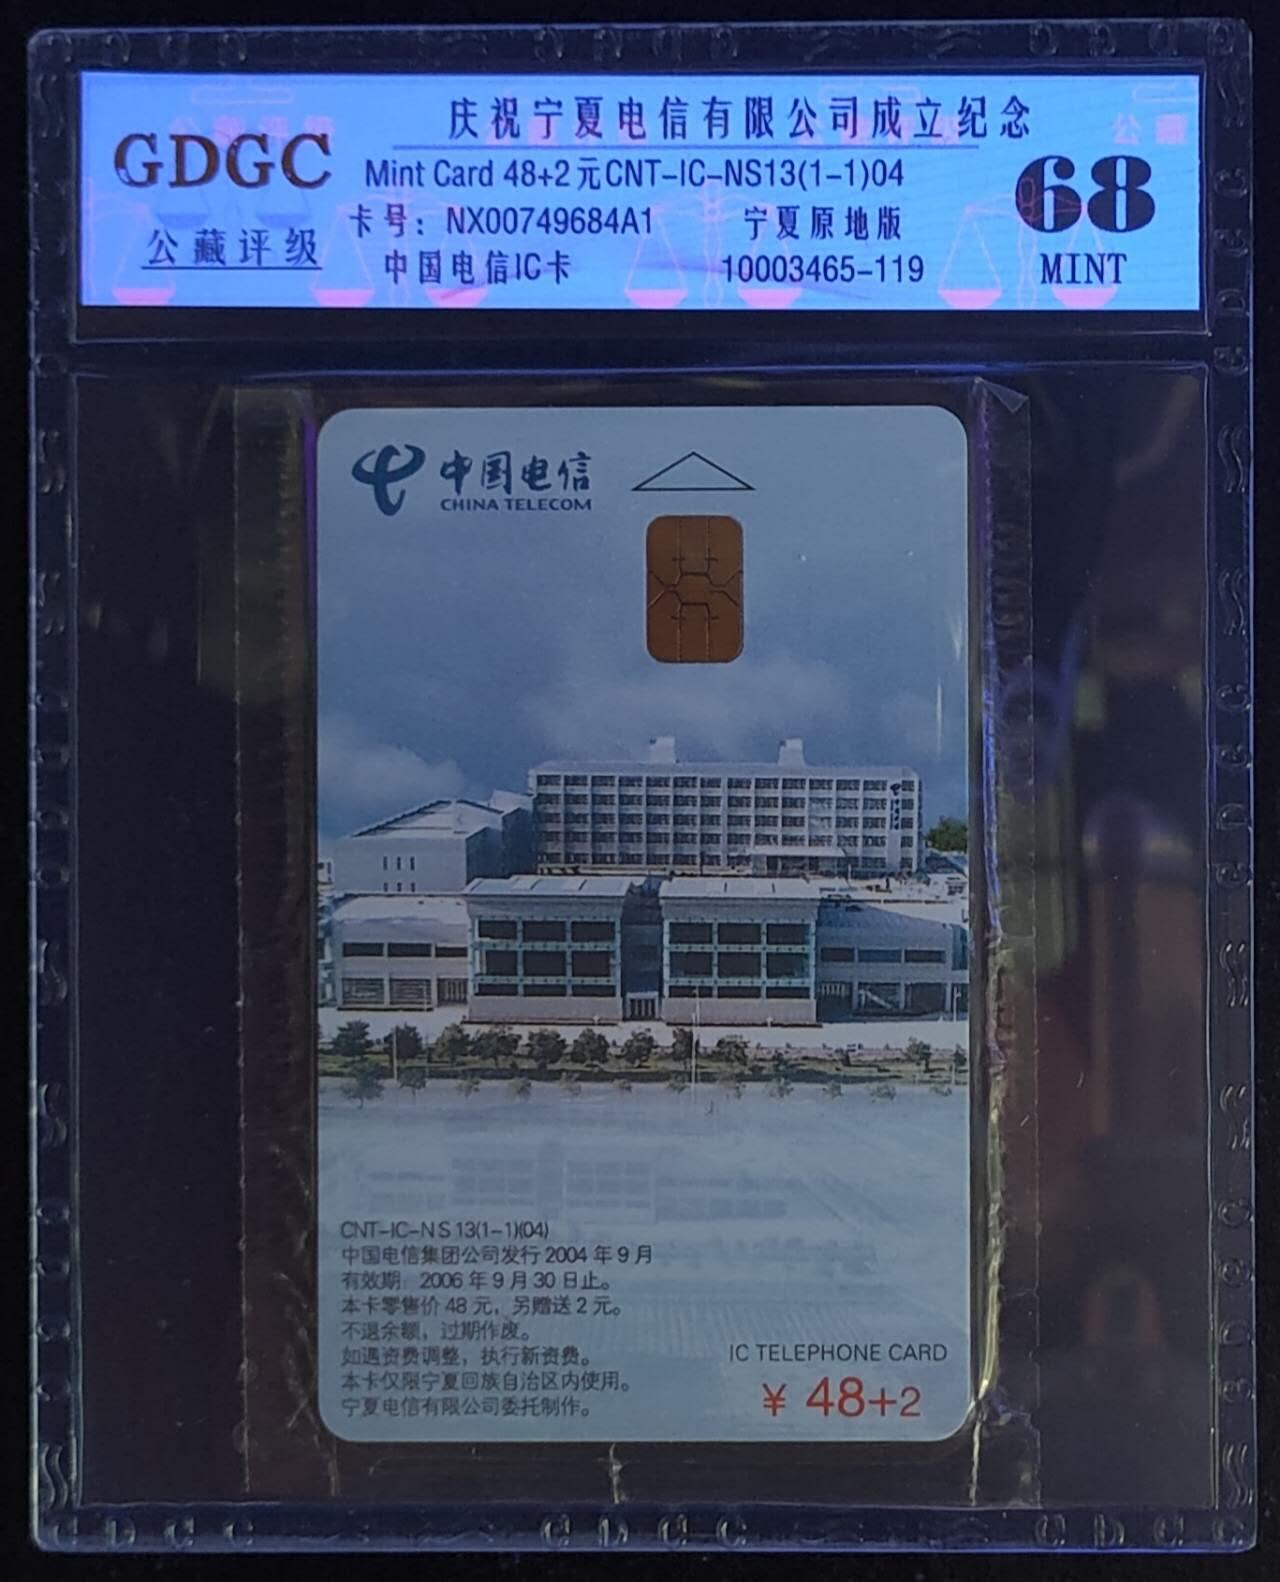 庆祝宁夏电信有限公司成立纪念
GDGC
Mint Card 48+2元CNT-IC-NS13(1-1)04
68
卡号：NX00749684A1 宁夏原地版
公藏评级
中国电信IC卡 10003465-119
MINT
中国电信
CHINA TELECOM
CNT-IC-NS13(1-1)(04)
中国电信集团公司发行 2004 年 9 月
有效期：2006 年 9 月 30 日止。
本卡零售价 48 元，另赠送 2 元。
不退余额，过期作废。
如遇资费调整，执行新资费。
本卡仅限宁夏回族自治区内使用。
宁夏电信有限公司委托制作。
IC TELEPHONE CARD
¥ 48+2